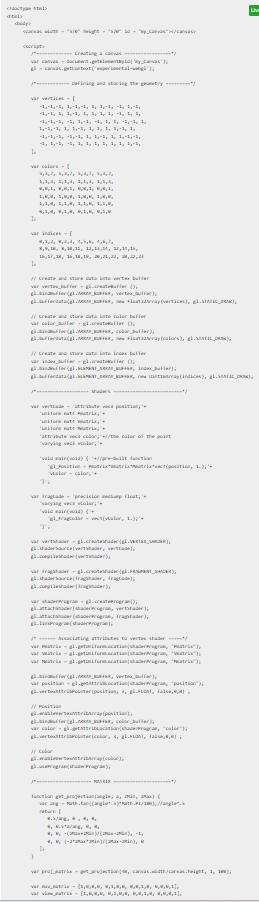 <!doctype html>
<html>
<body>
<canvas width = "570" height = "570" id = "my_Canvas"></canvas>
<script>
/*============= Creating a canvas =================*/
var canvas = document.getElementById('my_Canvas');
gl = canvas.getContext('experimental-webgl');
/*============ Defining and storing the geometry =========*/
var vertices = [
-1,-1,-1, 1,-1,-1, 1, 1,-1, -1, 1,-1,
-1,-1, 1, 1,-1, 1, 1, 1, 1, -1, 1, 1,
-1,-1,-1, -1, 1,-1, -1, 1, 1, -1,-1, 1,
1,-1,-1, 1, 1,-1, 1, 1, 1, 1,-1, 1,
-1,-1,-1, -1,-1, 1, 1,-1, 1, 1,-1,-1,
-1, 1,-1, -1, 1, 1, 1, 1, 1, 1, 1,-1,
];
var colors = [
5,3,7, 5,3,7, 5,3,7, 5,3,7,
1,1,3, 1,1,3, 1,1,3, 1,1,3,
0,0,1, 0,0,1, 0,0,1, 0,0,1,
1,0,0, 1,0,0, 1,0,0, 1,0,0,
1,1,0, 1,1,0, 1,1,0, 1,1,0,
0,1,0, 0,1,0, 0,1,0, 0,1,0
];
var indices = [
0,1,2, 0,2,3, 4,5,6, 4,6,7,
8,9,10, 8,10,11, 12,13,14, 12,14,15,
16,17,18, 16,18,19, 20,21,22, 20,22,23
];
// Create and store data into vertex buffer
var vertex_buffer = gl.createBuffer ();
gl.bindBuffer(gl.ARRAY_BUFFER, vertex_buffer);
gl.bufferData(gl.ARRAY_BUFFER, new Float32Array(vertices), gl.STATIC_DRAW);
// Create and store data into color buffer
var color_buffer = gl.createBuffer ();
gl.bindBuffer(gl.ARRAY_BUFFER, color_buffer);
gl.bufferData(gl.ARRAY_BUFFER, new Float32Array(colors), gl.STATIC_DRAW);
// Create and store data into index buffer
var index_buffer = gl.createBuffer ();
gl.bindBuffer(gl.ELEMENT_ARRAY_BUFFER, index_buffer);
gl.bufferData(gl.ELEMENT_ARRAY_BUFFER, new Uint16Array(indices), gl.STATIC_DRAW);
/*=================== Shaders =========================*/
var vertCode = 'attribute vec3 position;'+
'uniform mat4 Pmatrix;'+
'uniform mat4 Vmatrix;'+
'uniform mat4 Mmatrix;'+
'attribute vec3 color;'+//the color of the point
'varying vec3 vColor;'+
'void main(void) { '+//pre-built function
'gl_Position = Pmatrix*Vmatrix*Mmatrix*vec4(position, 1.);'+
'vColor = color;'+
'}';
var fragCode = 'precision mediump float;'+
'varying vec3 vColor;'+
'void main(void) {'+
'gl_FragColor = vec4(vColor, 1.);'+
'}';
var vertShader = gl.createShader(gl.VERTEX_SHADER);
gl.shaderSource(vertShader, vertCode);
gl.compileShader(vertShader);
var fragShader = gl.createShader(gl.FRAGMENT_SHADER);
gl.shaderSource(fragShader, fragCode);
gl.compileShader(fragShader);
var shaderProgram = gl.createProgram();
gl.attachShader(shaderProgram, vertShader);
gl.attachShader(shaderProgram, fragShader);
gl.linkProgram(shaderProgram);
/* ====== Associating attributes to vertex shader =====*/
var Pmatrix = gl.getUniformLocation(shaderProgram, "Pmatrix");
var Vmatrix = gl.getUniformLocation(shaderProgram, "Vmatrix");
var Mmatrix = gl.getUniformLocation(shaderProgram, "Mmatrix");
gl.bindBuffer(gl.ARRAY_BUFFER, vertex_buffer);
var position = gl.getAttribLocation(shaderProgram, "position");
gl.vertexAttribPointer(position, 3, gl.FLOAT, false,0,0) ;
// Position
gl.enableVertexAttribArray(position);
gl.bindBuffer(gl.ARRAY_BUFFER, color_buffer);
var color = gl.getAttribLocation(shaderProgram, "color");
gl.vertexAttribPointer(color, 3, gl.FLOAT, false,0,0) ;
// Color
gl.enableVertexAttribArray(color);
gl.useProgram(shaderProgram);
/*==================== MATRIX =====================*/
function get_projection(angle, a, zMin, zMax) {
var ang = Math.tan((angle*.5)*Math.PI/180);//angle*.5
return [
0.5/ang, 0 , 0, 0,
0, 0.5*a/ang, 0, 0,
0, 0, -(zMax+zMin)/(zMax-zMin), -1,
0, 0, (-2*zMax*zMin)/(zMax-zMin), 0
];
}
var proj_matrix = get_projection(40, canvas.width/canvas.height, 1, 100);
var mov_matrix = [1,0,0,0, 0,1,0,0, 0,0,1,0, 0,0,0,1];
var view_matrix = [1,0,0,0, 0,1,0,0, 0,0,1,0, 0,0,0,1];